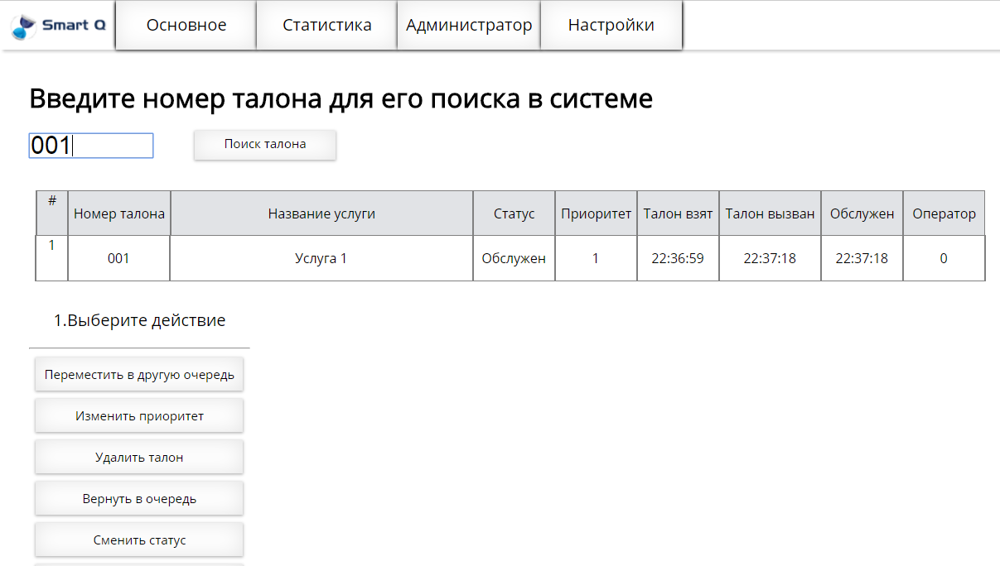 Smart Q Основное Статистика Администратор Настройки
Введите номер талона для его поиска в системе
001 Поиск талона
# Номер талона Название услуги Статус Приоритет Талон взят Талон вызван Обслужен Оператор
1 001 Услуга 1 Обслужен 1 22:36:59 22:37:18 22:37:18 0
1.Выберите действие
Переместить в другую очередь
Изменить приоритет
Удалить талон
Вернуть в очередь
Сменить статус